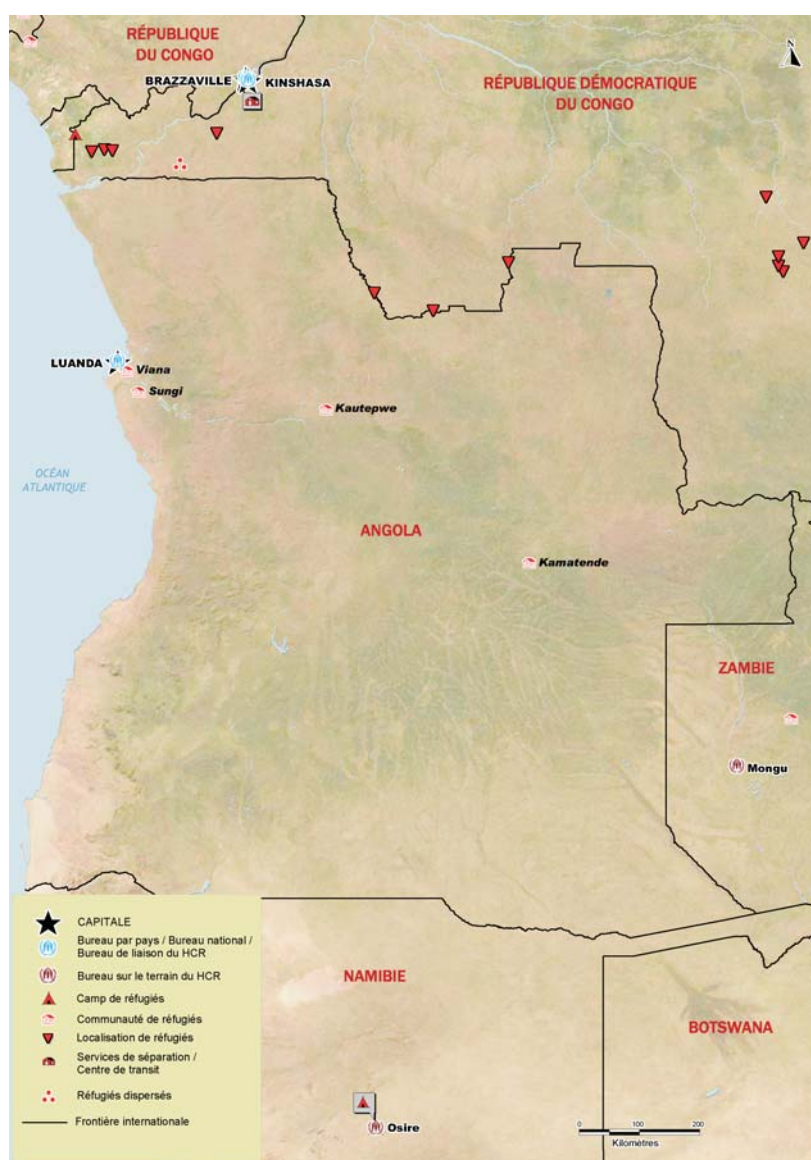 RÉPUBLIQUE
DU CONGO
N
BRAZZAVILLE
KINSHASA
RÉPUBLIQUE DÉMOCRATIQUE
DU CONGO
LUANDA
Viana
Sungi
Kautepwe
OCÉAN
ATLANTIQUE
ANGOLA
Kamatende
ZAMBIE
Mongu
CAPITALE
Bureau par pays / Bureau national /
Bureau de liaison du HCR
Bureau sur le terrain du HCR
Camp de réfugiés
Communauté de réfugiés
Localisation de réfugiés
Services de séparation /
Centre de transit
Réfugiés dispersés
Frontière internationale
NAMIBIE
BOTSWANA
Osire
0 100 200
Kilomètres